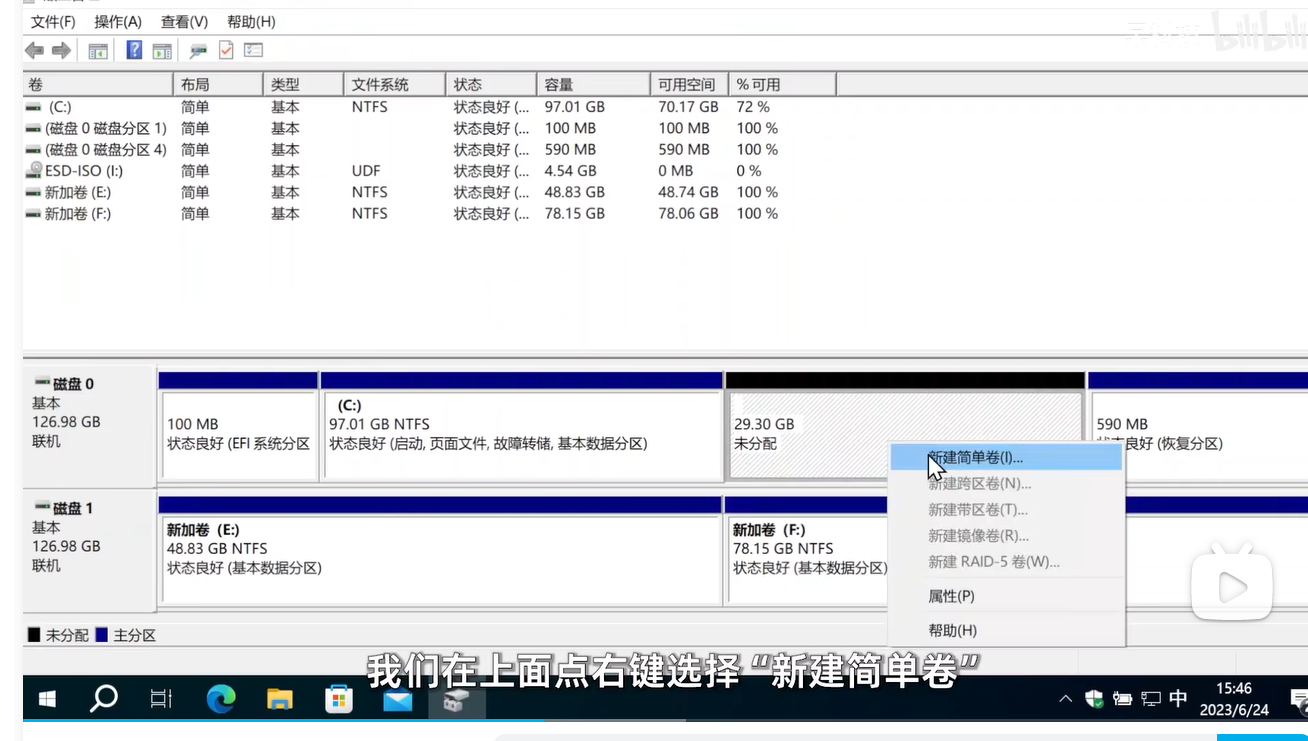 文件(F) 操作(A) 查看(V) 帮助(H)
bilibili
卷 布局 类型 文件系统 状态 容量 可用空间 % 可用
(C:) 简单 基本 NTFS 状态良好 (... 97.01 GB 70.17 GB 72 %
(磁盘 0 磁盘分区 1) 简单 基本 状态良好 (... 100 MB 100 MB 100 %
(磁盘 0 磁盘分区 4) 简单 基本 状态良好 (... 590 MB 590 MB 100 %
ESD-ISO (I:) 简单 基本 UDF 状态良好 (... 4.54 GB 0 MB 0 %
新加卷 (E:) 简单 基本 NTFS 状态良好 (... 48.83 GB 48.74 GB 100 %
新加卷 (F:) 简单 基本 NTFS 状态良好 (... 78.15 GB 78.06 GB 100 %
磁盘 0
基本
126.98 GB
联机
100 MB
状态良好 (EFI 系统分区
(C:)
97.01 GB NTFS
状态良好 (启动, 页面文件, 故障转储, 基本数据分区)
29.30 GB
未分配
590 MB
良好 (恢复分区)
新建简单卷(I)...
新建跨区卷(N)...
新建带区卷(T)...
新建镜像卷(R)...
新建 RAID-5 卷(W)...
属性(P)
帮助(H)
磁盘 1
基本
126.98 GB
联机
新加卷 (E:)
48.83 GB NTFS
状态良好 (基本数据分区)
新加卷 (F:)
78.15 GB NTFS
状态良好 (基本数据分区)
未分配 主分区
我们在上面点右键选择“新建简单卷”
中
15:46
2023/6/24